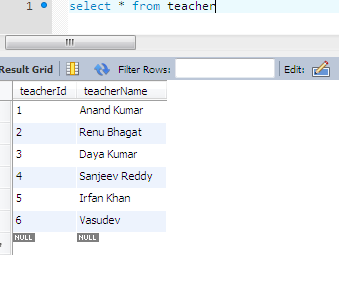 1 select * from teacher
Result Grid Filter Rows: Edit:
teacherId teacherName
1 Anand Kumar
2 Renu Bhagat
3 Daya Kumar
4 Sanjeev Reddy
5 Irfan Khan
6 Vasudev
NULL NULL